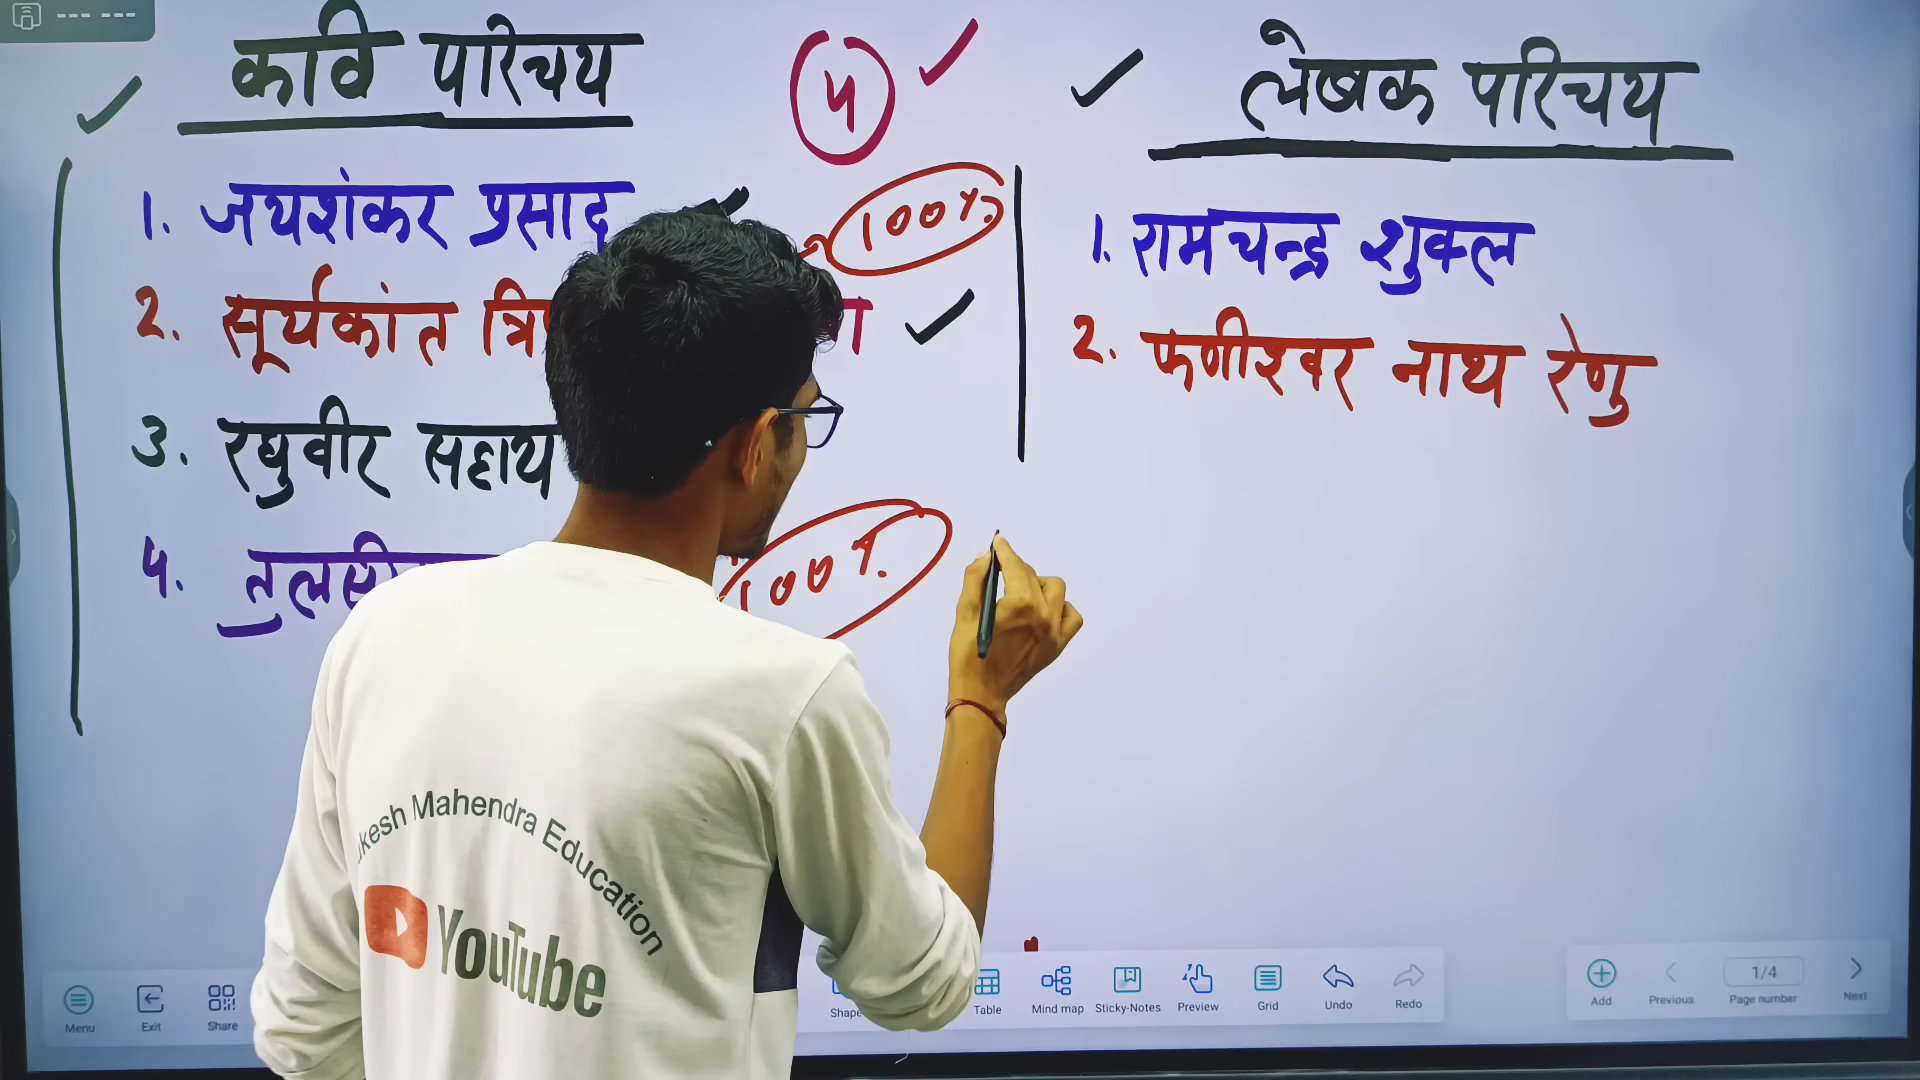 कवि परिचय
५
लेखक परिचय
1. जयशंकर प्रसाद
100%
2. सूर्यकांत
3. रघुवीर सहाय
4.
100%
1. रामचन्द्र शुक्ल
2. फणीश्वर नाथ रेणु
Mahendra Education
YouTube
Menu
Exit
Share
Table
Mind map
Sticky-Notes
Preview
Grid
Undo
Redo
Add
Previous
1/4
Page number
Next